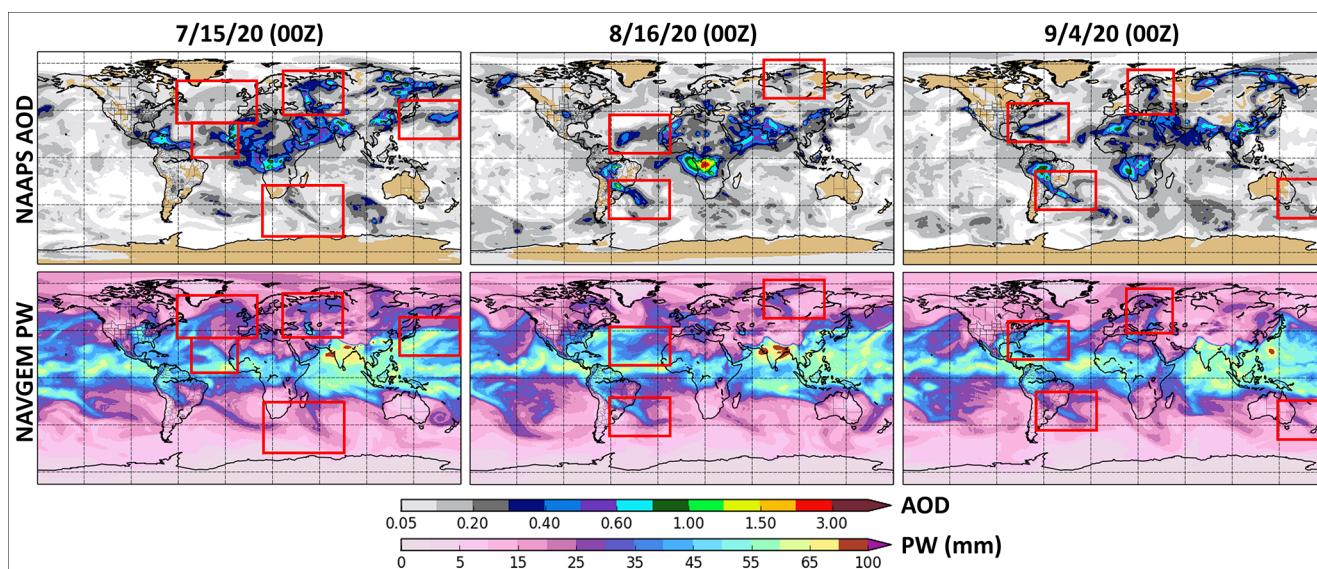 7/15/20 (00Z)
8/16/20 (00Z)
9/4/20 (00Z)
NAAPS AOD
NAVGEM PW
AOD
0.05 0.20 0.40 0.60 1.00 1.50 3.00
PW (mm)
0 5 15 25 35 45 55 65 100